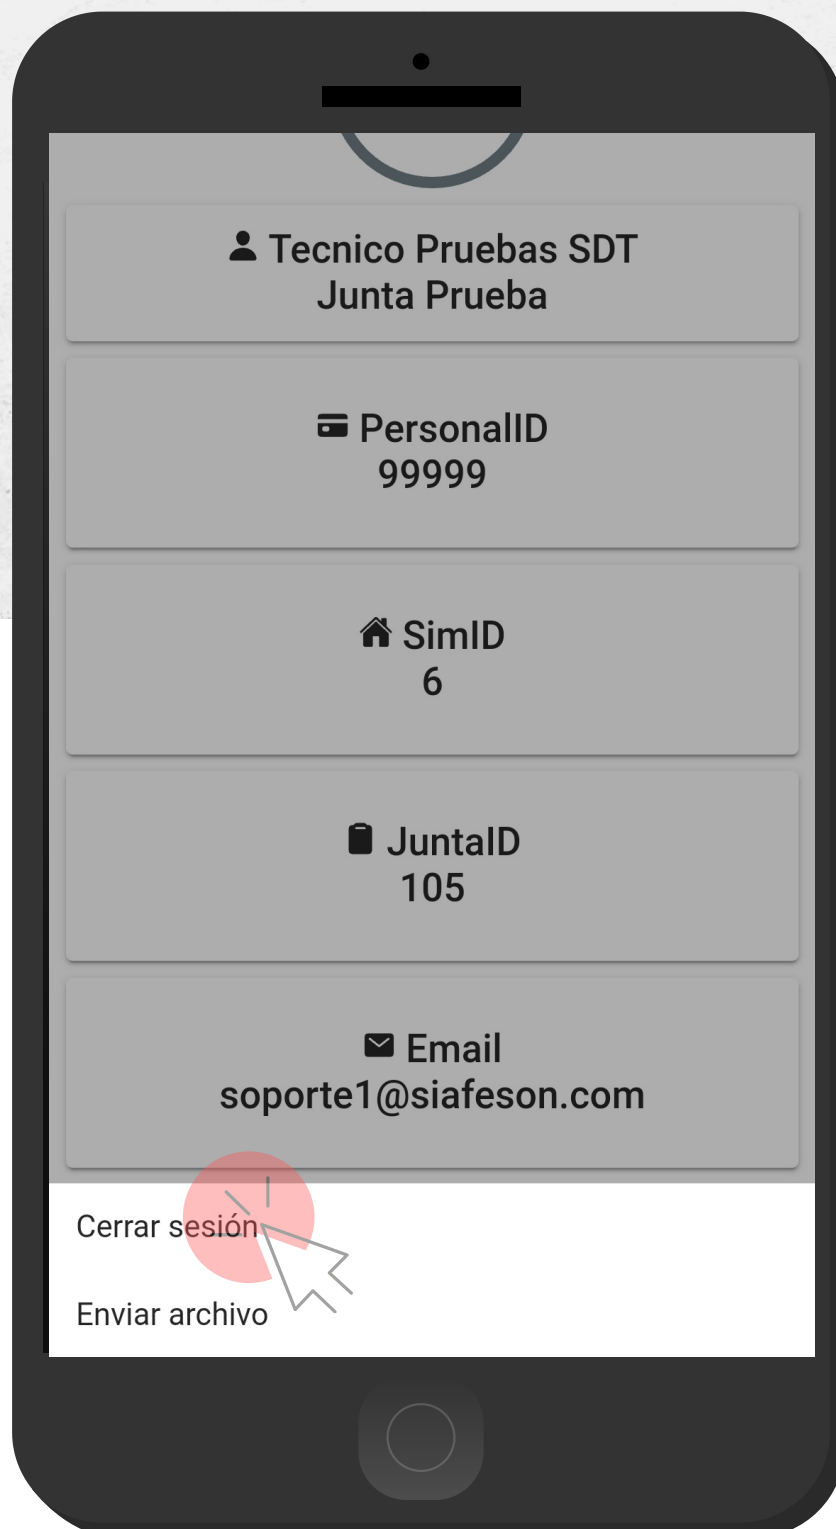 Tecnico Pruebas SDT
Junta Prueba
PersonalID
99999
SimID
6
JuntaID
105
Email
soporte1@siafeson.com
Cerrar sesión
Enviar archivo